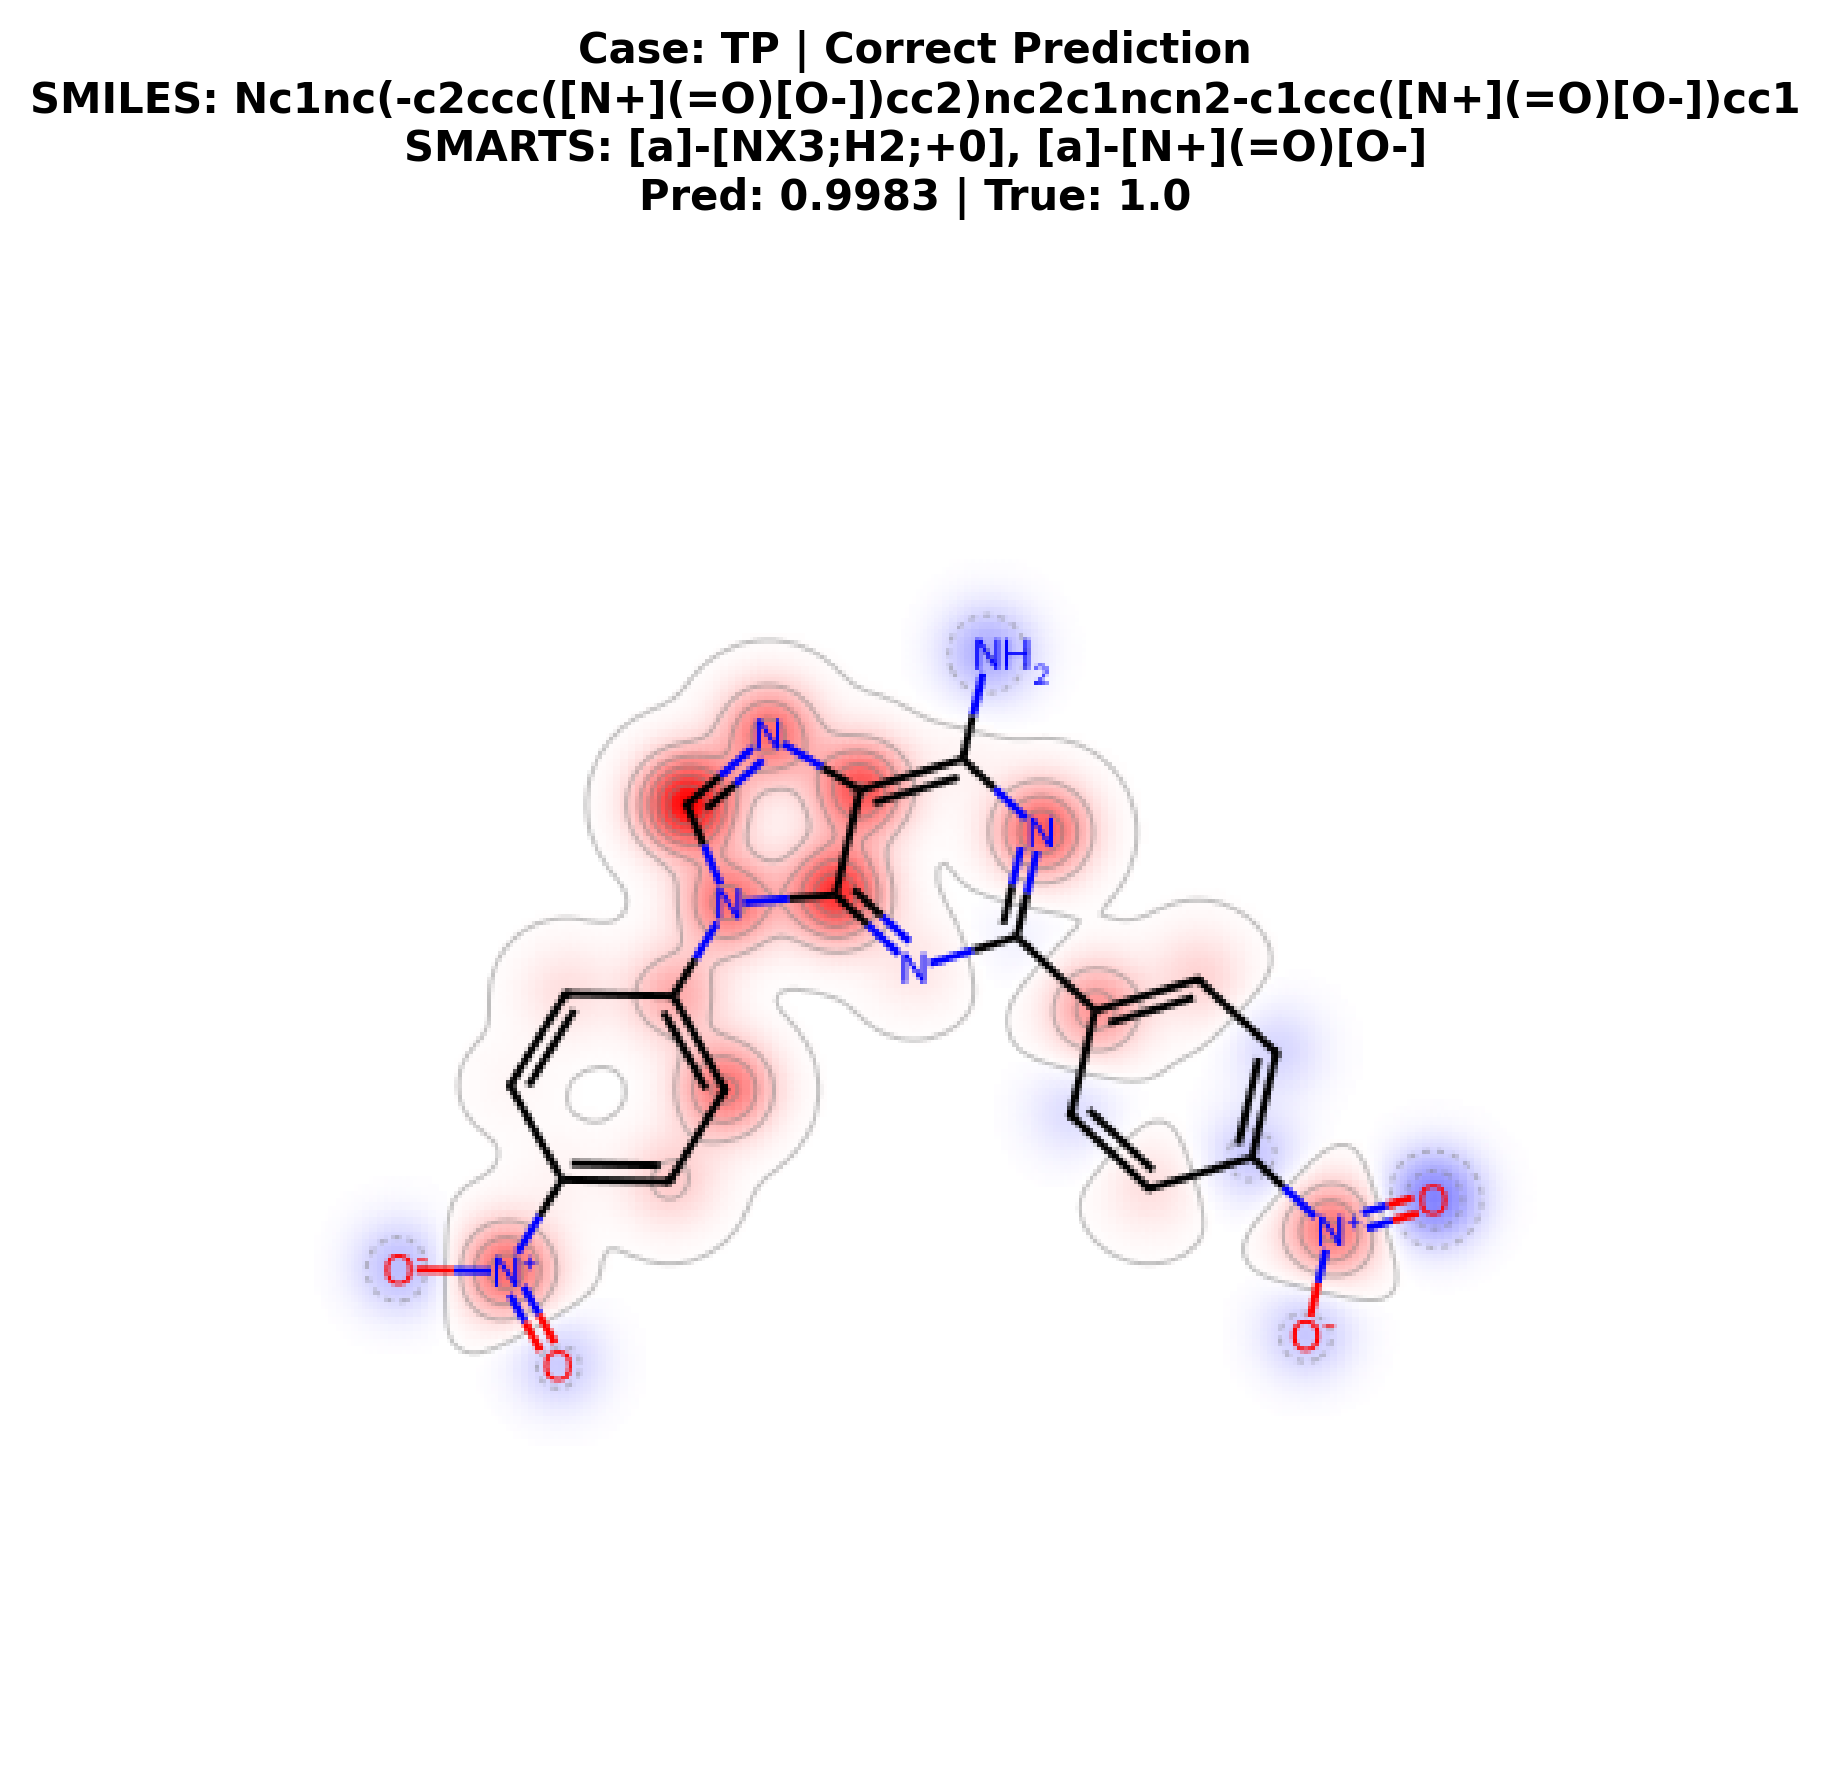 Case: TP | Correct Prediction
SMILES: Nc1nc(-c2ccc([N+](=O)[O-])cc2)nc2c1ncn2-c1ccc([N+](=O)[O-])cc1
SMARTS: [a]-[NX3;H2;+0], [a]-[N+](=O)[O-]
Pred: 0.9983 | True: 1.0
NH2
N
N
N
N
N+
O
O-
O-
N+
O